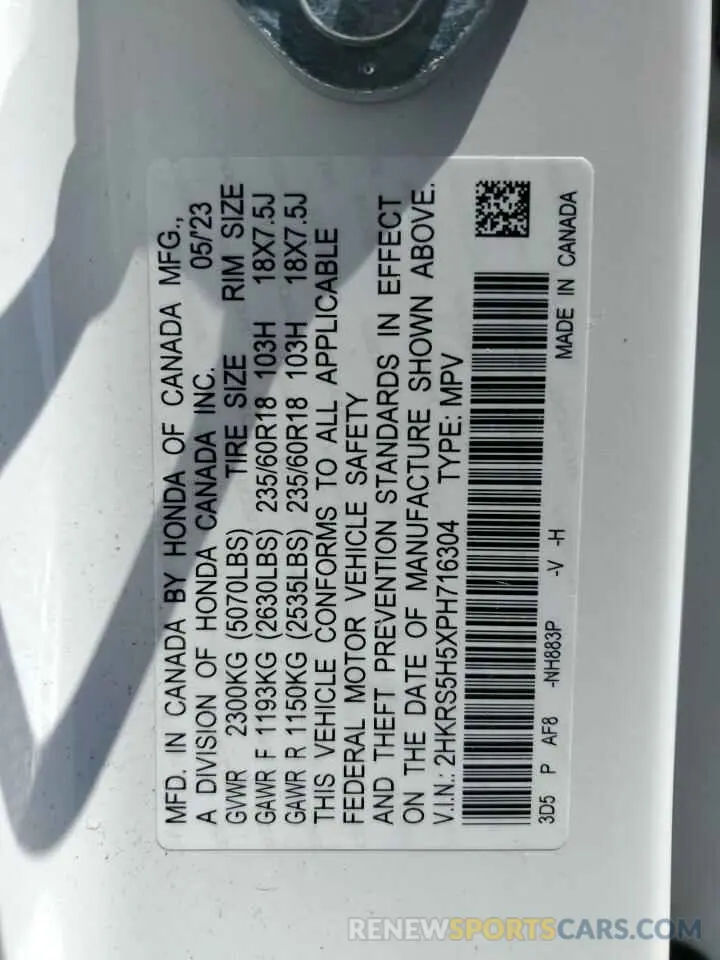 MFD. IN CANADA BY HONDA OF CANADA MFG.,
A DIVISION OF HONDA CANADA INC. 05/'23
GVWR 2300KG (5070LBS) TIRE SIZE RIM SIZE
GAWR F 1193KG (2630LBS) 235/60R18 103H 18X7.5J
GAWR R 1150KG (2535LBS) 235/60R18 103H 18X7.5J
THIS VEHICLE CONFORMS TO ALL APPLICABLE
FEDERAL MOTOR VEHICLE SAFETY
AND THEFT PREVENTION STANDARDS IN EFFECT
ON THE DATE OF MANUFACTURE SHOWN ABOVE.
V.I.N.: 2HKRS5H5XPH716304 TYPE: MPV
3D5 P AF8 -NH883P -V -H MADE IN CANADA
RENEWSPORTSCARS.COM